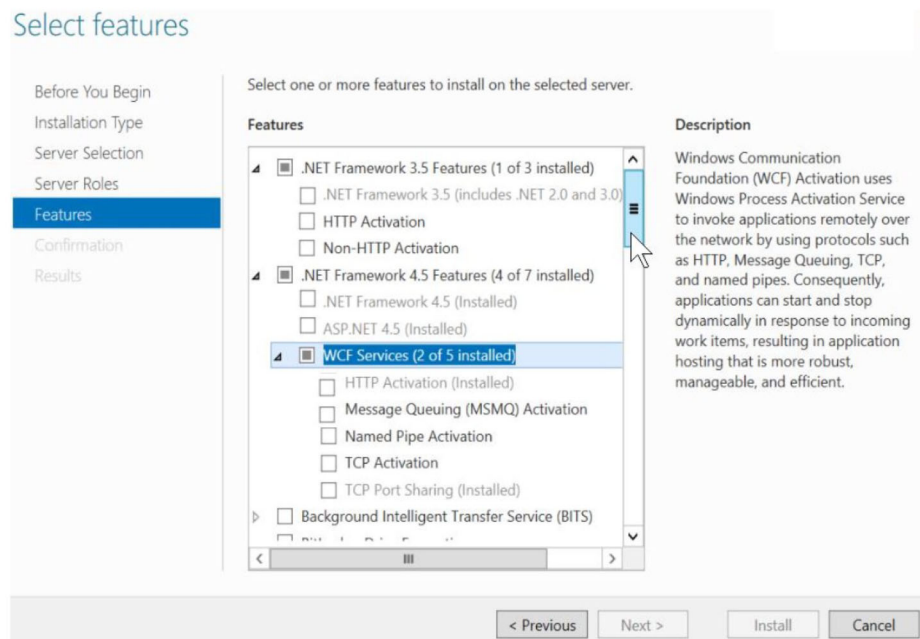 Select features
Before You Begin
Installation Type
Server Selection
Server Roles
Features
Confirmation
Results
Select one or more features to install on the selected server.
Features
.NET Framework 3.5 Features (1 of 3 installed)
.NET Framework 3.5 (includes .NET 2.0 and 3.0)
HTTP Activation
Non-HTTP Activation
.NET Framework 4.5 Features (4 of 7 installed)
.NET Framework 4.5 (Installed)
ASP.NET 4.5 (Installed)
WCF Services (2 of 5 installed)
HTTP Activation (Installed)
Message Queuing (MSMQ) Activation
Named Pipe Activation
TCP Activation
TCP Port Sharing (Installed)
Background Intelligent Transfer Service (BITS)
Description
Windows Communication
Foundation (WCF) Activation uses
Windows Process Activation Service
to invoke applications remotely over
the network by using protocols such
as HTTP, Message Queuing, TCP,
and named pipes. Consequently,
applications can start and stop
dynamically in response to incoming
work items, resulting in application
hosting that is more robust,
manageable, and efficient.
< Previous
Next >
Install
Cancel